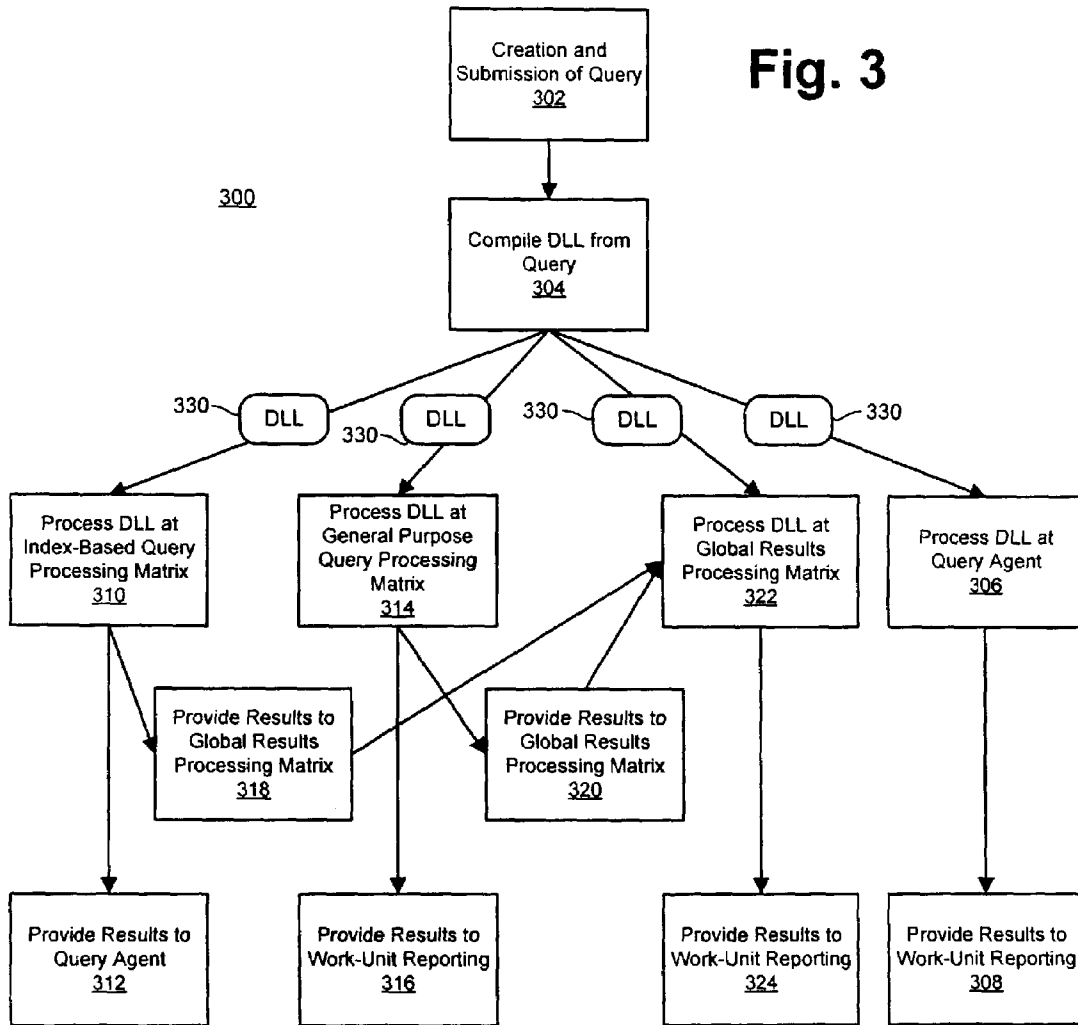 Fig. 3
Creation and
Submission of Query
302
300
Compile DLL from
Query
304
330
DLL
330
DLL
330
DLL
DLL
330
Process DLL at
Index-Based Query
Processing Matrix
310
Process DLL at
General Purpose
Query Processing
Matrix
314
Process DLL at
Global Results
Processing Matrix
322
Process DLL at
Query Agent
306
Provide Results to
Global Results
Processing Matrix
318
Provide Results to
Global Results
Processing Matrix
320
Provide Results to
Query Agent
312
Provide Results to
Work-Unit Reporting
316
Provide Results to
Work-Unit Reporting
324
Provide Results to
Work-Unit Reporting
308